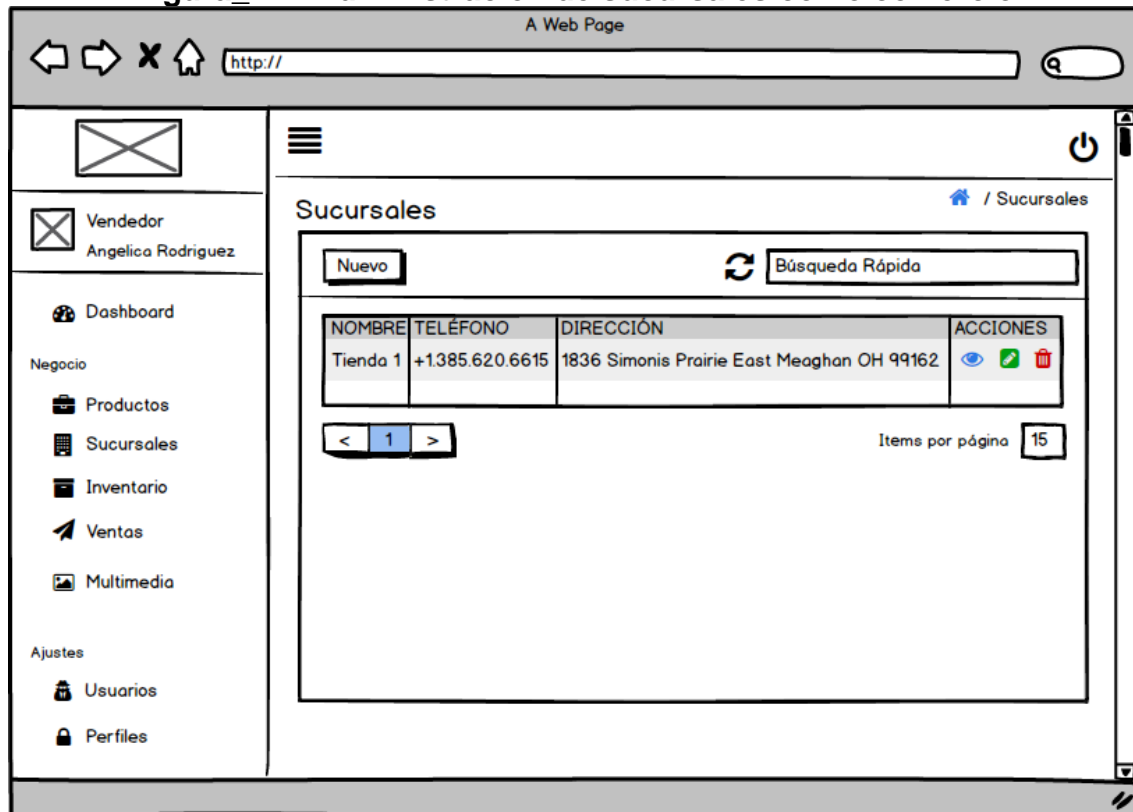 A Web Page
http://
Vendedor
Angelica Rodriguez
Dashboard
Negocio
Productos
Sucursales
Inventario
Ventas
Multimedia
Ajustes
Usuarios
Perfiles
/ Sucursales
Sucursales
Nuevo
Búsqueda Rápida
NOMBRE TELÉFONO DIRECCIÓN ACCIONES
Tienda 1 +1.385.620.6615 1836 Simonis Prairie East Meaghan OH 99162
< 1 >
Items por página 15